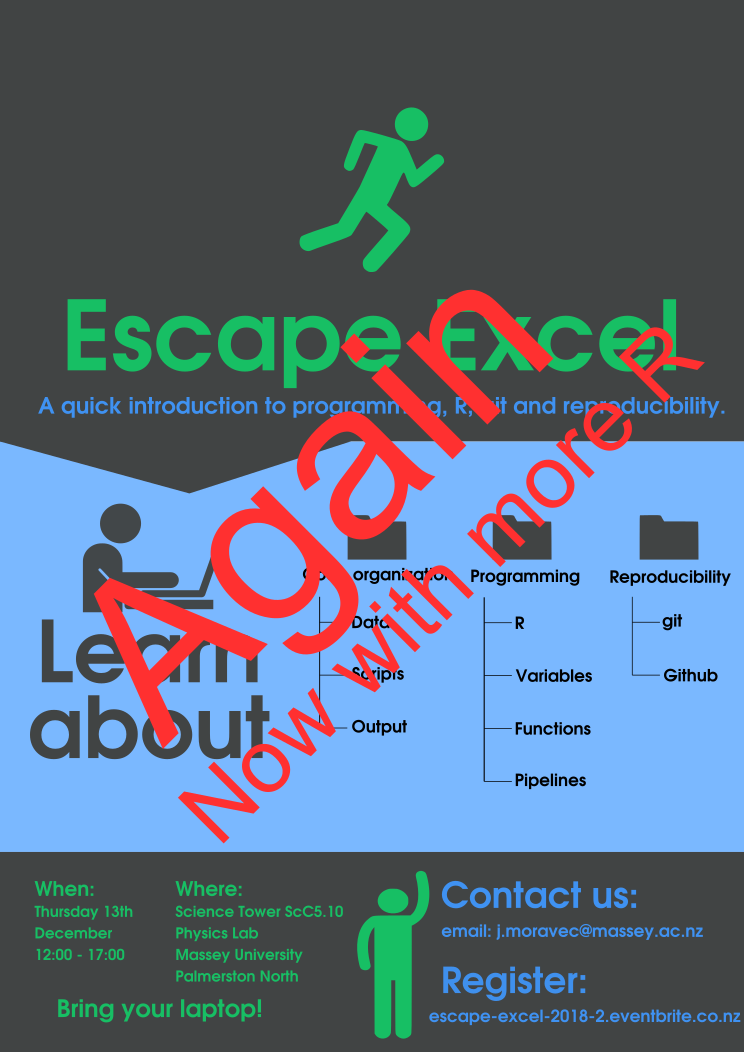 Escape Excel
A quick introduction to programming, R, git and reproducibility.
Again
Now with more R
Learn
about
organization
Data
Scripts
Output
Programming
R
Variables
Functions
Pipelines
Reproducibility
git
Github
When:
Thursday 13th
December
12:00 - 17:00
Where:
Science Tower ScC5.10
Physics Lab
Massey University
Palmerston North
Bring your laptop!
Contact us:
email: j.moravec@massey.ac.nz
Register:
escape-excel-2018-2.eventbrite.co.nz